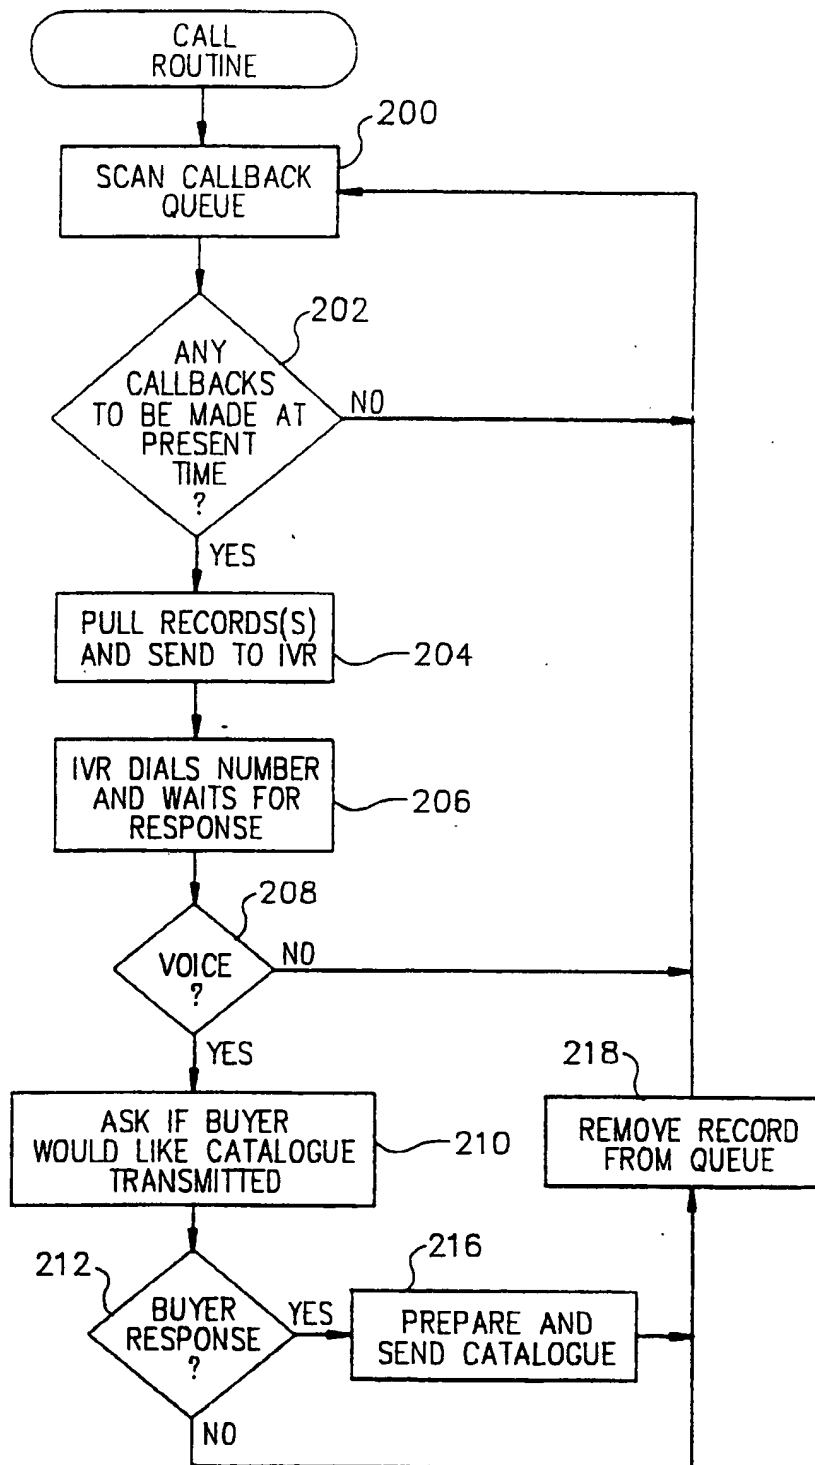 CALL
ROUTINE
200
SCAN CALLBACK
QUEUE
202
ANY
CALLBACKS
TO BE MADE AT
PRESENT
TIME
?
NO
YES
PULL RECORDS(S)
AND SEND TO IVR
204
IVR DIALS NUMBER
AND WAITS FOR
RESPONSE
206
208
VOICE
?
NO
YES
218
ASK IF BUYER
WOULD LIKE CATALOGUE
TRANSMITTED
210
REMOVE RECORD
FROM QUEUE
212
216
BUYER
RESPONSE
?
YES
PREPARE AND
SEND CATALOGUE
NO